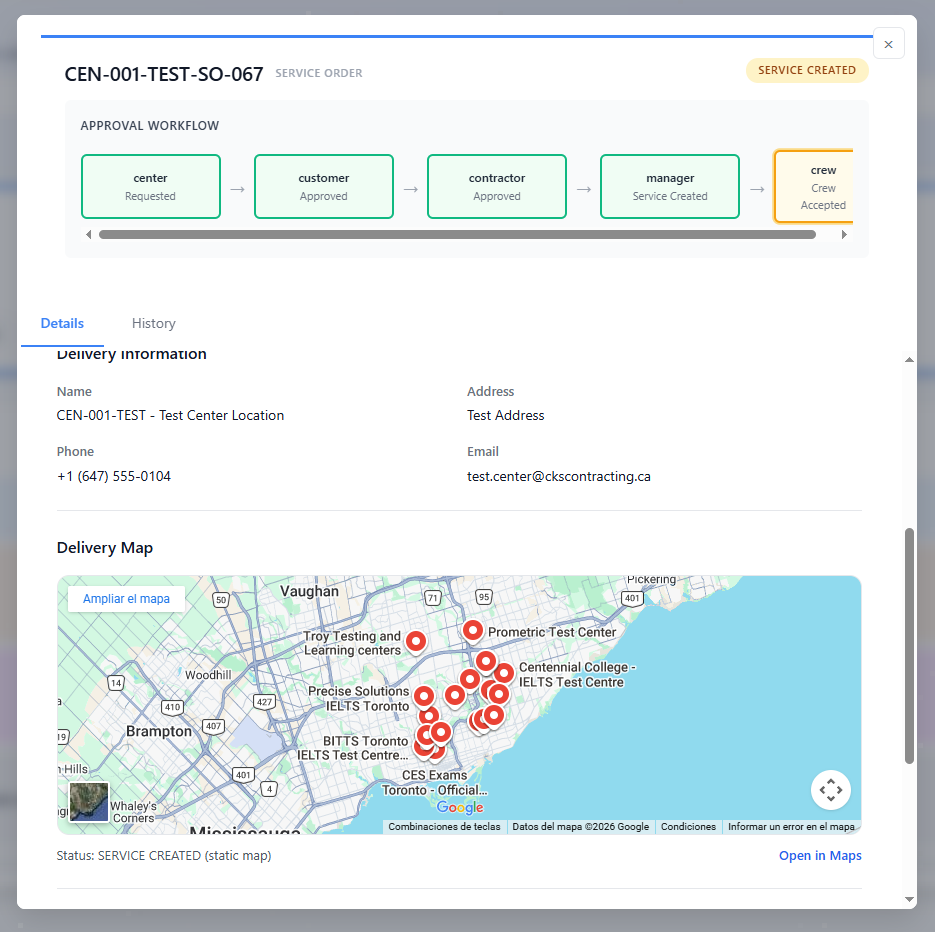 CEN-001-TEST-SO-067 SERVICE ORDER
SERVICE CREATED
APPROVAL WORKFLOW
center
Requested
→
customer
Approved
→
contractor
Approved
→
manager
Service Created
→
crew
Crew
Accepted
Details
History
Delivery Information
Name
CEN-001-TEST - Test Center Location
Address
Test Address
Phone
+1 (647) 555-0104
Email
test.center@ckscontracting.ca
Delivery Map
Ampliar el mapa
50
Vaughan
71
95
Pickering
401
Troy Testing and
Learning centers
Prometric Test Center
Centennial College -
IELTS Test Centre
Woodhill
14
410
427
Precise Solutions
IELTS Toronto
407
Brampton
19
BITTS Toronto
IELTS Test Centre...
Hills
401
4
CES Exams
Toronto - Official...
Whaley's
Corners
Google
Mississauga
Combinaciones de teclas
Datos del mapa ©2026 Google
Condiciones
Informar un error en el mapa
Status: SERVICE CREATED (static map)
Open in Maps